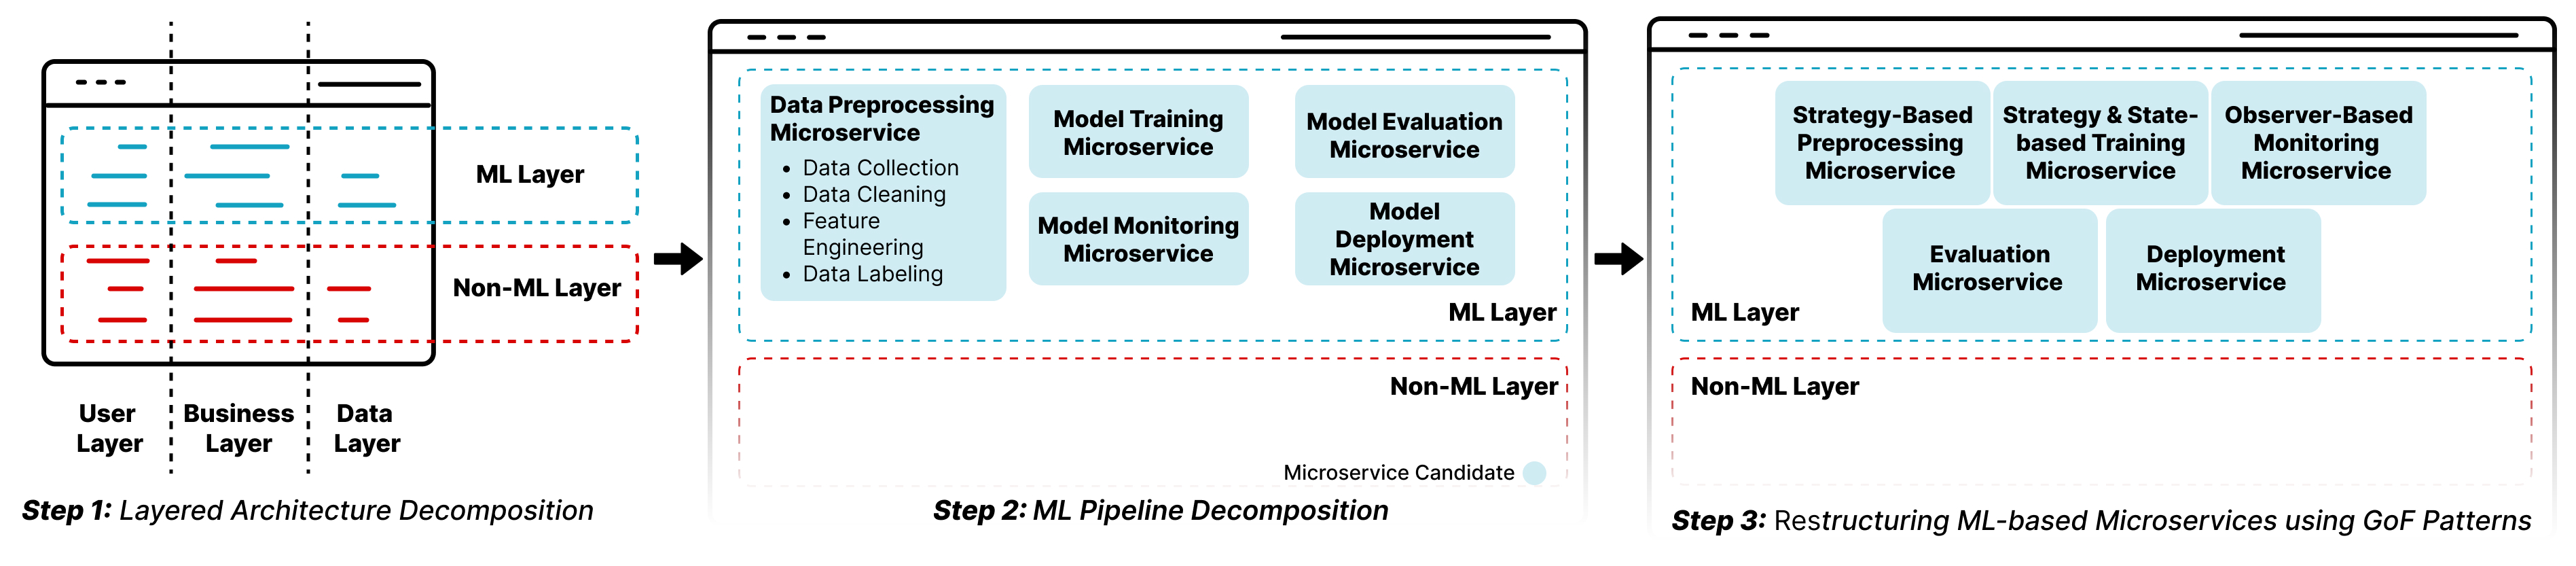 ML Layer
Non-ML Layer
User
Layer
Business
Layer
Data
Layer
Step 1: Layered Architecture Decomposition
Data Preprocessing
Microservice
• Data Collection
• Data Cleaning
• Feature
Engineering
• Data Labeling
Model Training
Microservice
Model Evaluation
Microservice
Model Monitoring
Microservice
Model
Deployment
Microservice
ML Layer
Non-ML Layer
Microservice Candidate
Step 2: ML Pipeline Decomposition
Strategy-Based
Preprocessing
Microservice
Strategy & State-
based Training
Microservice
Observer-Based
Monitoring
Microservice
Evaluation
Microservice
Deployment
Microservice
ML Layer
Non-ML Layer
Step 3: Restructuring ML-based Microservices using GoF Patterns